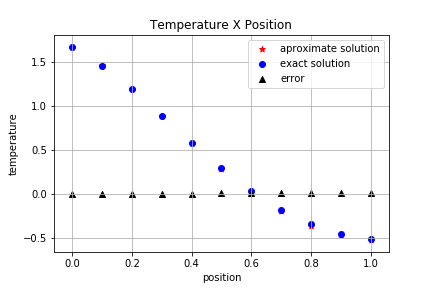 Temperature X Position
aproximate solution
exact solution
error
temperature
1.5
1.0
0.5
0.0
−0.5
0.0 0.2 0.4 0.6 0.8 1.0
position